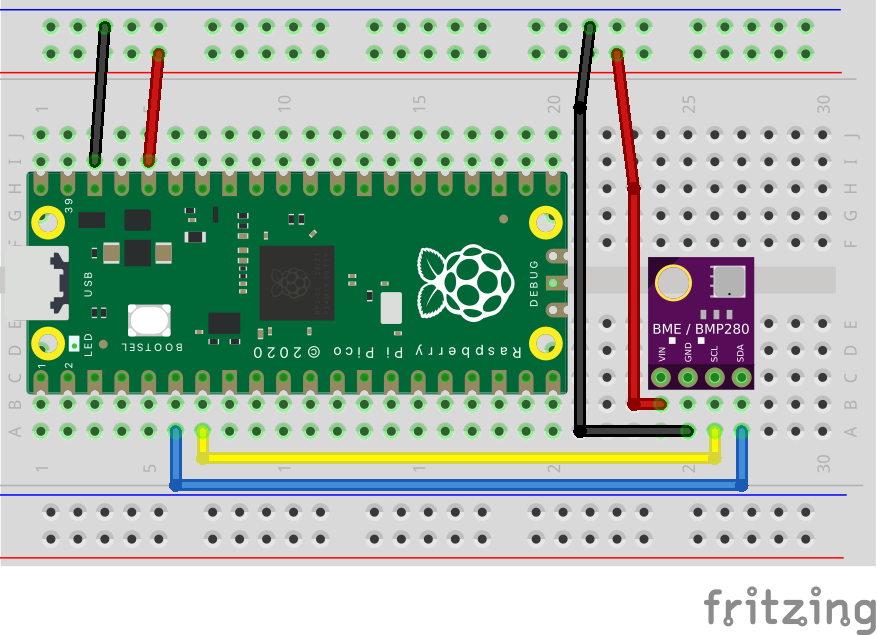 1 10 15 20 25 30
J J
I I
H H
G G
F F
39
USB
DEBUG
BME / BMP280
VIN GND SCL SDA
LED
BOOTSEL
Raspberry Pi Pico © 2020
1 2
E E
D D
C C
B B
A A
1 5 1 2 2 30
fritzing